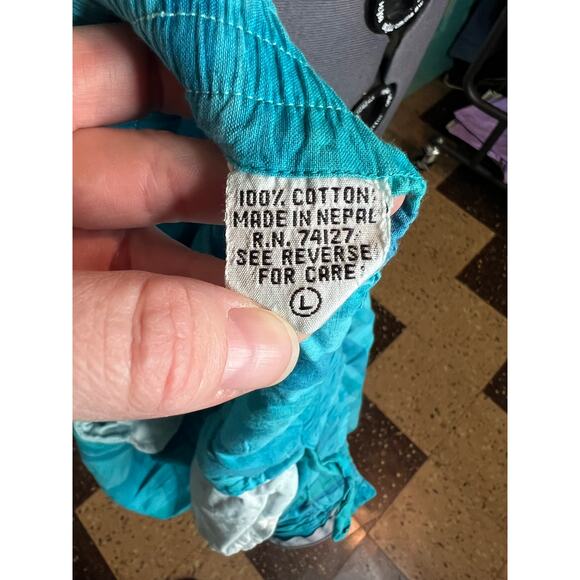 100% COTTON
MADE IN NEPAL
R.N. 74127
SEE REVERSE
FOR CARE
L